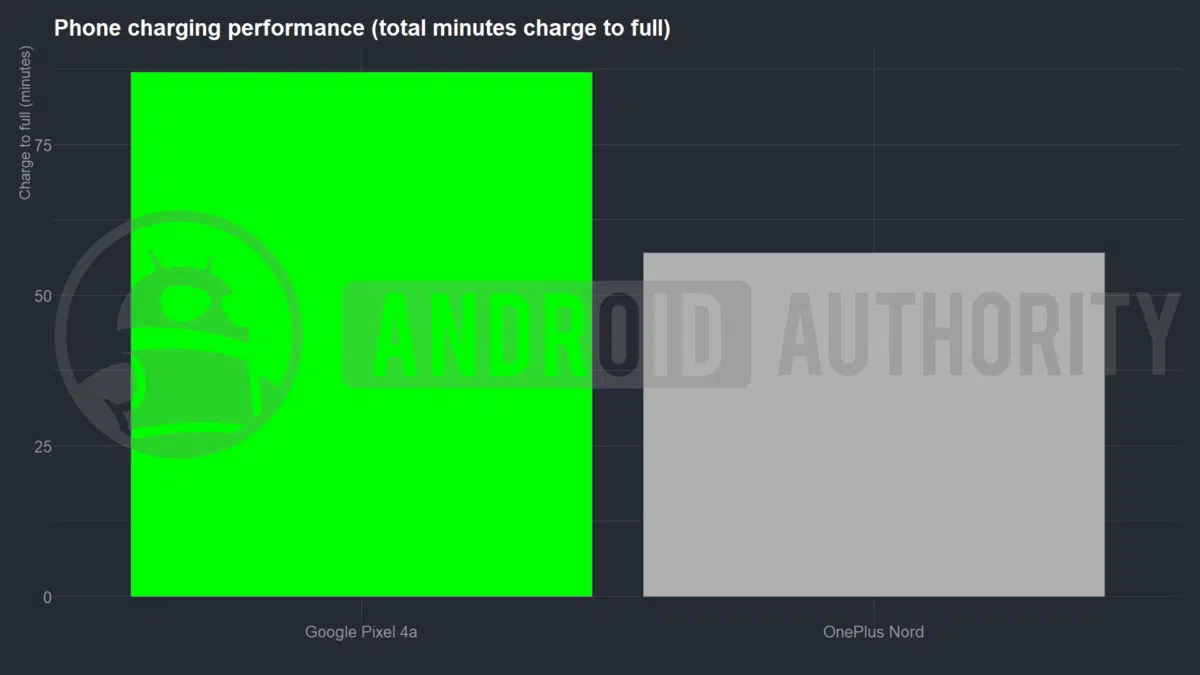 Phone charging performance (total minutes charge to full)
Charge to full (minutes)
75
50
25
0
ANDROID AUTHORITY
Google Pixel 4a
OnePlus Nord